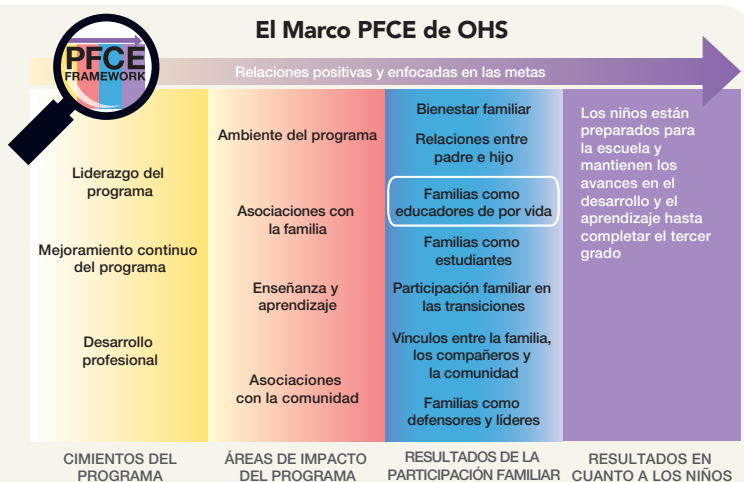 El Marco PFCE de OHS
PFCE
FRAMEWORK
Relaciones positivas y enfocadas en las metas
Liderazgo del
programa
Mejoramiento continuo
del programa
Desarrollo
profesional
CIMIENTOS DEL
PROGRAMA
Ambiente del programa
Asociaciones con
la familia
Enseñanza y
aprendizaje
Asociaciones
con la comunidad
ÁREAS DE IMPACTO
DEL PROGRAMA
Bienestar familiar
Relaciones entre
padre e hijo
Familias como
educadores de por vida
Familias como
estudiantes
Participación familiar en
las transiciones
Vínculos entre la familia,
los compañeros y
la comunidad
Familias como
defensores y líderes
RESULTADOS DE LA
PARTICIPACIÓN FAMILIAR
Los niños están
preparados para
la escuela y
mantienen los
avances en el
desarrollo y el
aprendizaje hasta
completar el tercer
grado
RESULTADOS EN
CUANTO A LOS NIÑOS